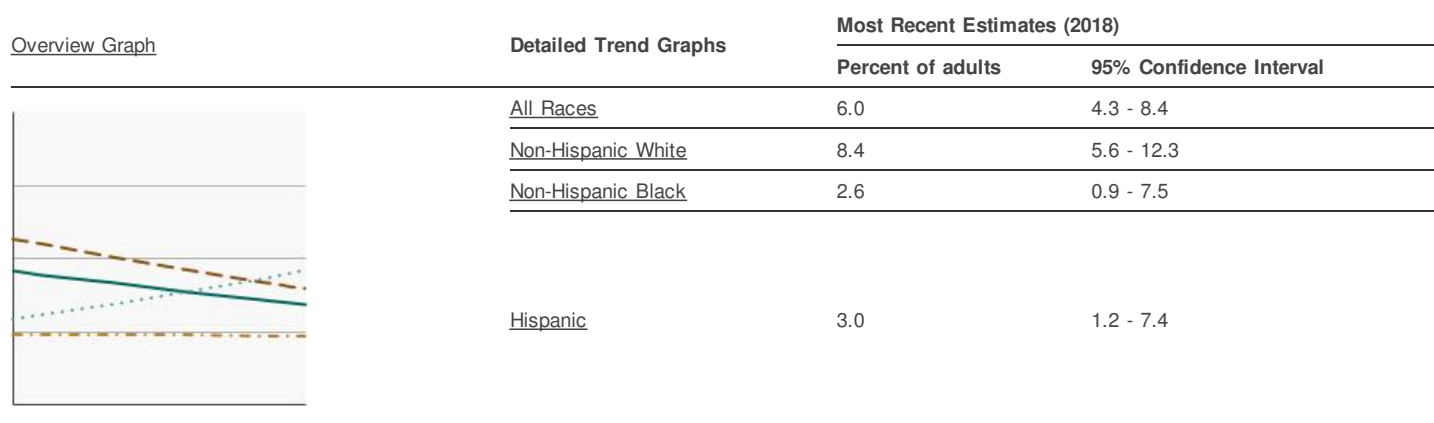 Overview Graph
Detailed Trend Graphs
Most Recent Estimates (2018)
Percent of adults
95% Confidence Interval
All Races 6.0 4.3 - 8.4
Non-Hispanic White 8.4 5.6 - 12.3
Non-Hispanic Black 2.6 0.9 - 7.5
Hispanic 3.0 1.2 - 7.4